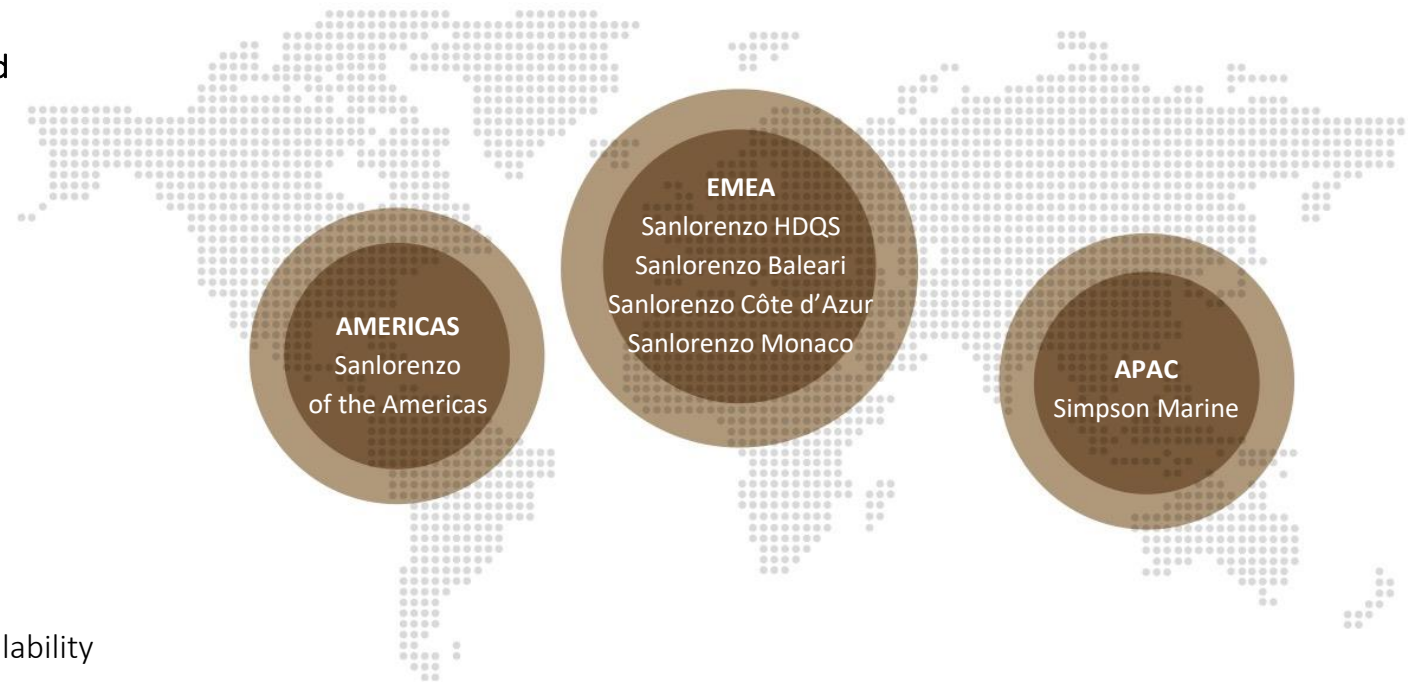 EMEA
Sanlorenzo HDQS
Sanlorenzo Baleari
Sanlorenzo Côte d’Azur
Sanlorenzo Monaco
AMERICAS
Sanlorenzo
of the Americas
APAC
Simpson Marine